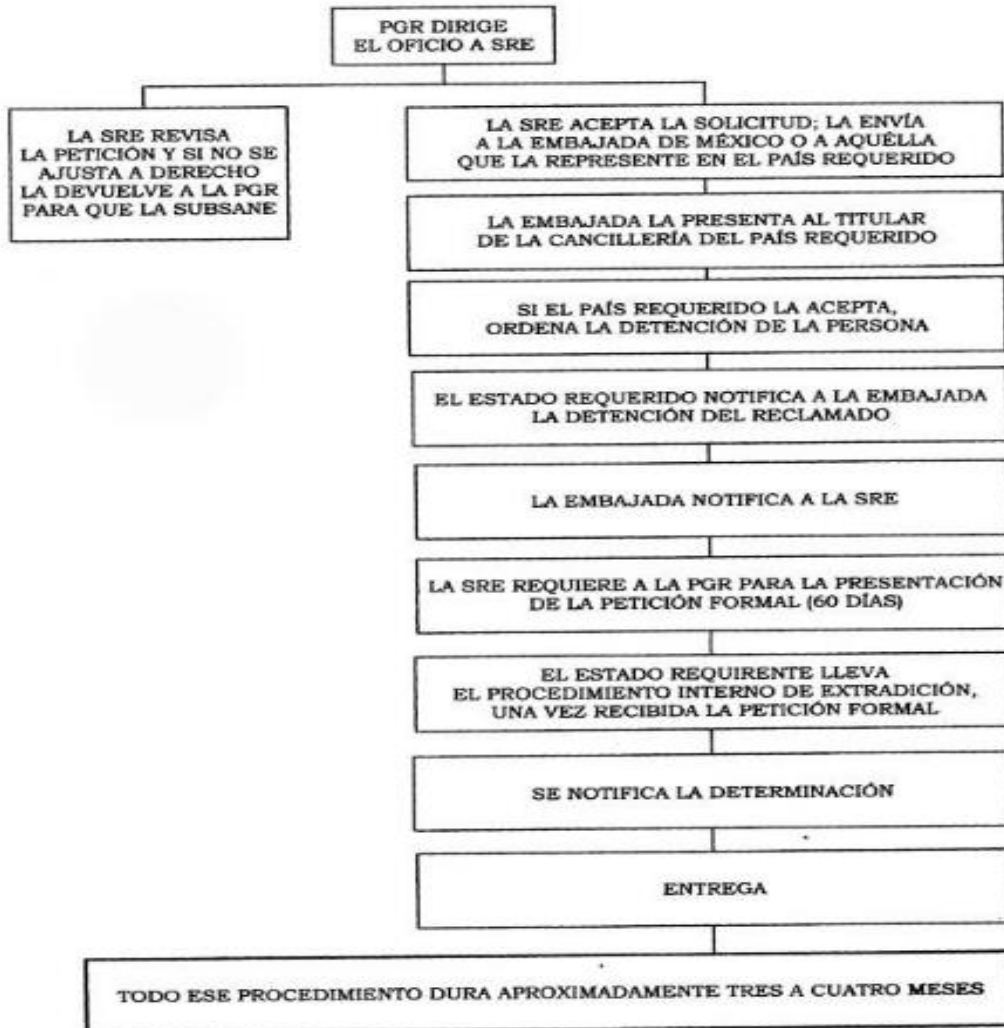 PGR DIRIGE
EL OFICIO A SRE
LA SRE REVISA
LA PETICIÓN Y SI NO SE
AJUSTA A DERECHO
LA DEVUELVE A LA PGR
PARA QUE LA SUBSANE
LA SRE ACEPTA LA SOLICITUD; LA ENVÍA
A LA EMBAJADA DE MÉXICO O A AQUÉLLA
QUE LA REPRESENTE EN EL PAÍS REQUERIDO
LA EMBAJADA LA PRESENTA AL TITULAR
DE LA CANCILLERÍA DEL PAÍS REQUERIDO
SI EL PAÍS REQUERIDO LA ACEPTA,
ORDENA LA DETENCIÓN DE LA PERSONA
EL ESTADO REQUERIDO NOTIFICA A LA EMBAJADA
LA DETENCIÓN DEL RECLAMADO
LA EMBAJADA NOTIFICA A LA SRE
LA SRE REQUIERE A LA PGR PARA LA PRESENTACIÓN
DE LA PETICIÓN FORMAL (60 DÍAS)
EL ESTADO REQUIRENTE LLEVA
EL PROCEDIMIENTO INTERNO DE EXTRADICIÓN,
UNA VEZ RECIBIDA LA PETICIÓN FORMAL
SE NOTIFICA LA DETERMINACIÓN
ENTREGA
TODO ESE PROCEDIMIENTO DURA APROXIMADAMENTE TRES A CUATRO MESES